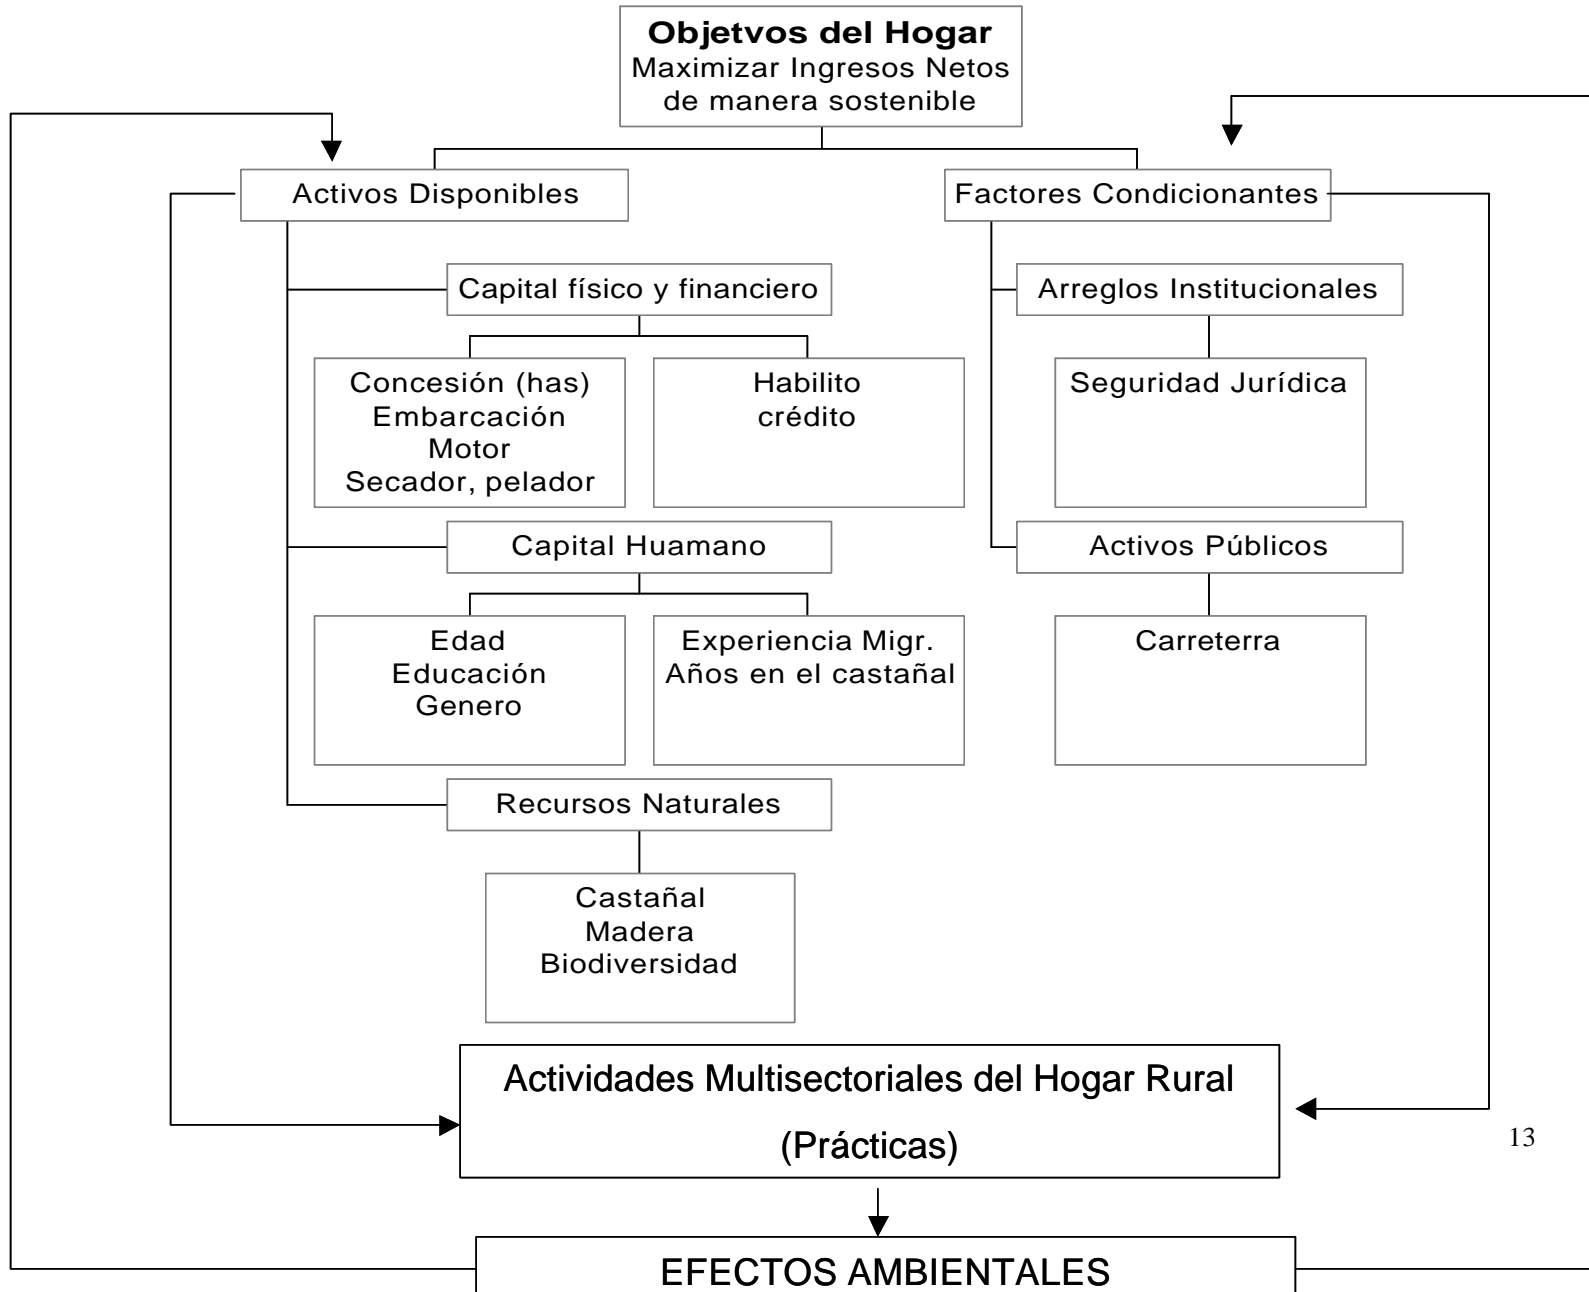 Objetvos del Hogar
Maximizar Ingresos Netos
de manera sostenible
Activos Disponibles
Factores Condicionantes
Capital físico y financiero
Arreglos Institucionales
Concesión (has)
Embarcación
Motor
Secador, pelador
Habilito
crédito
Seguridad Jurídica
Capital Huamano
Activos Públicos
Edad
Educación
Genero
Experiencia Migr.
Años en el castañal
Carreterra
Recursos Naturales
Castañal
Madera
Biodiversidad
Actividades Multisectoriales del Hogar Rural
(Prácticas)
13
EFECTOS AMBIENTALES